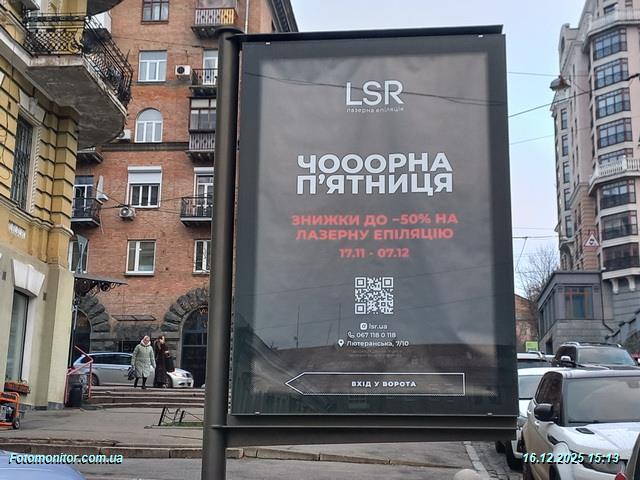 LSR
лазерна епіляція
ЧОООРНА
П'ЯТНИЦЯ
ЗНИЖКИ ДО −50% НА
ЛАЗЕРНУ ЕПІЛЯЦІЮ
17.11 - 07.12
lsr.ua
067 118 0 118
Лютеранська, 7/10
ВХІД У ВОРОТА
Fotomonitor.com.ua
16.12.2025 15:13